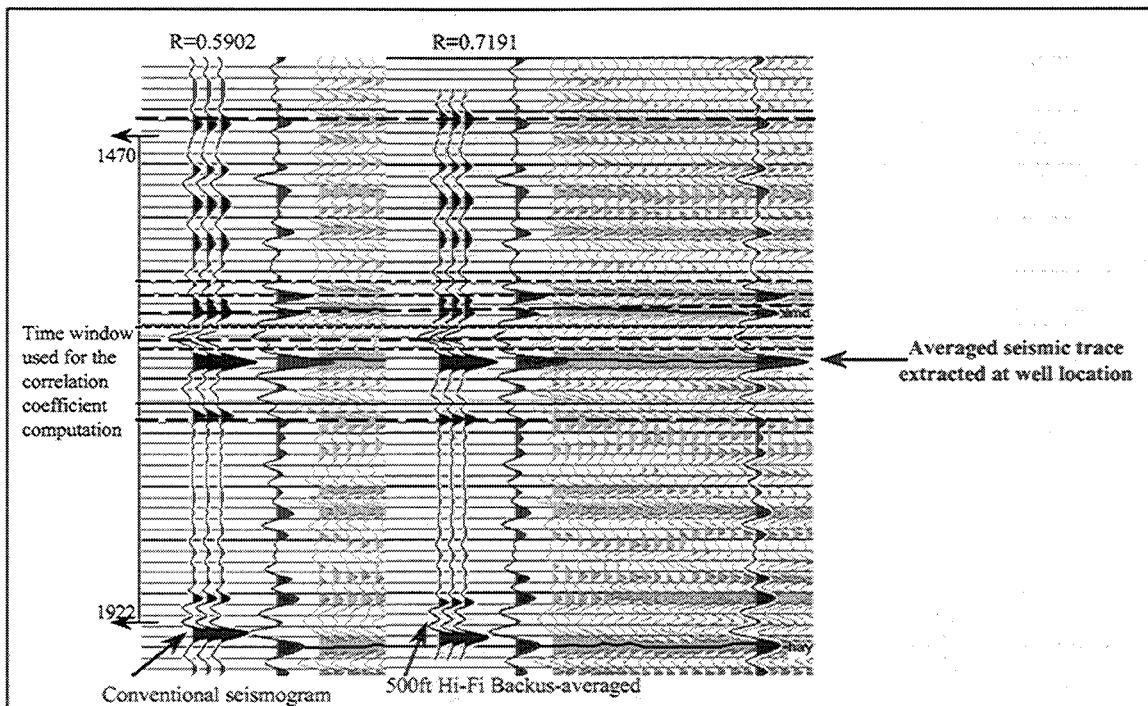 R=0.5902 R=0.7191
1470
Time window
used for the
correlation
coefficient
computation
Averaged seismic trace
extracted at well location
1922
hay
Conventional seismogram
500ft Hi-Fi Backus-averaged